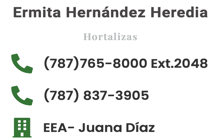 Ermita Hernández Heredia
Hortalizas
(787)765-8000 Ext.2048
(787) 837-3905
EEA- Juana Díaz